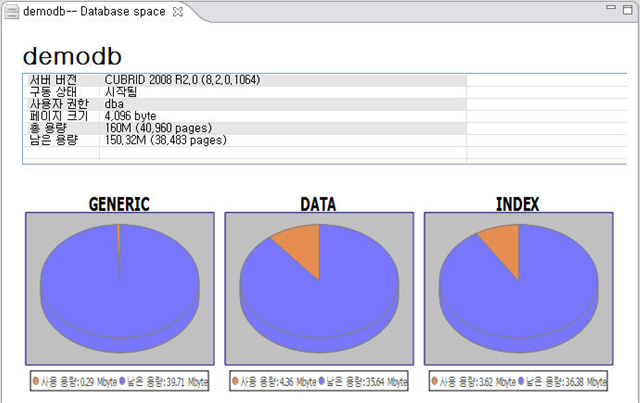 demodb-- Database space
demodb
서버 버전 CUBRID 2008 R2.0 (8.2.0.1064)
구동 상태 시작됨
사용자 권한 dba
페이지 크기 4,096 byte
총 용량 160M (40,960 pages)
남은 용량 150.32M (38,483 pages)
GENERIC DATA INDEX
사용 용량:0.29 Mbyte 남은 용량:39.71 Mbyte 사용 용량:4.36 Mbyte 남은 용량:35.64 Mbyte 사용 용량:3.62 Mbyte 남은 용량:36.38 Mbyte